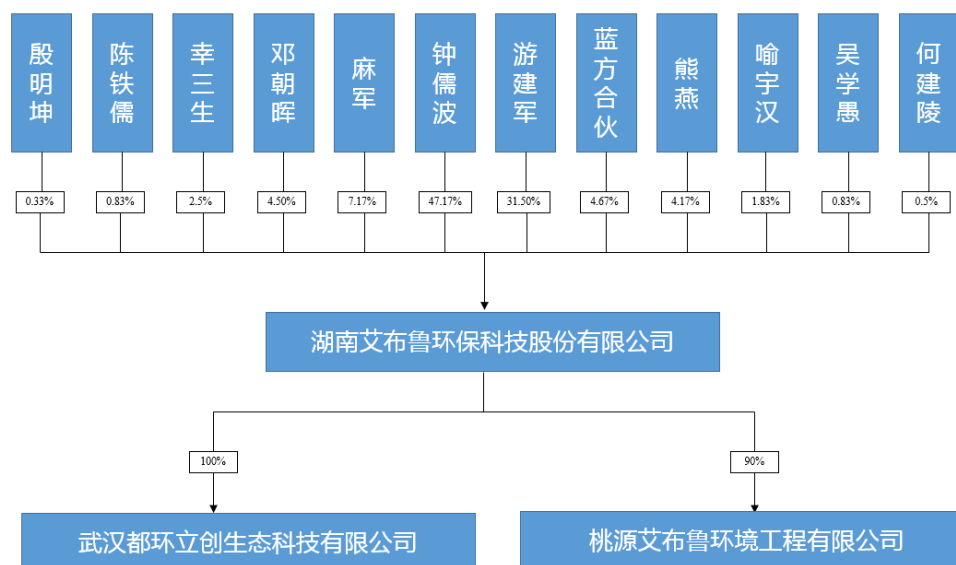 殷明坤
陈铁儒
幸三生
邓朝晖
麻军
钟儒波
游建军
蓝方合伙
熊燕
喻宇汉
吴学愚
何建陵
0.33%
0.83%
2.5%
4.50%
7.17%
47.17%
31.50%
4.67%
4.17%
1.83%
0.83%
0.5%
湖南艾布鲁环保科技股份有限公司
100%
90%
武汉都环立创生态科技有限公司
桃源艾布鲁环境工程有限公司